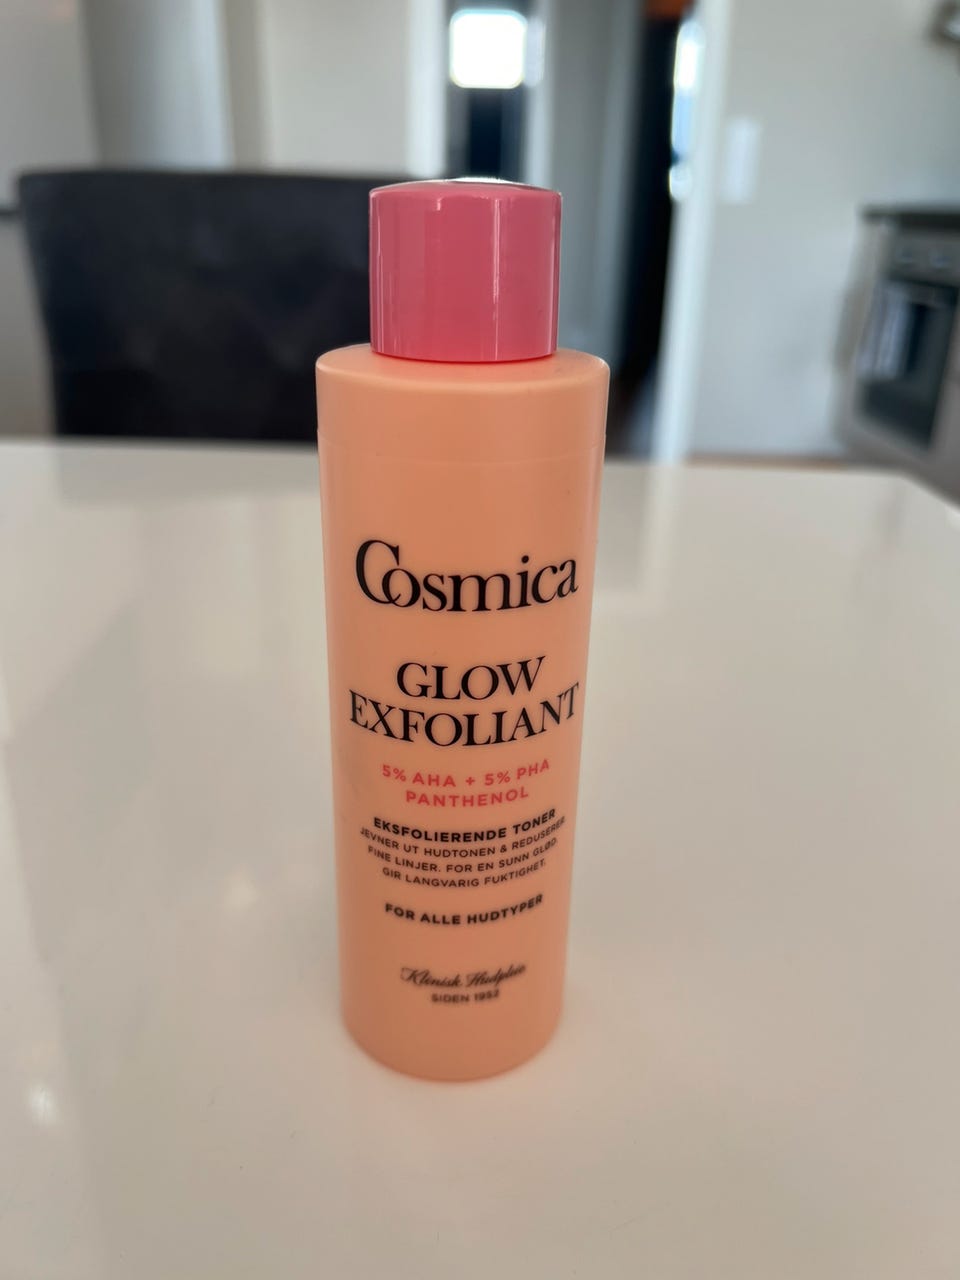 Cosmica
GLOW
EXFOLIANT
5% AHA + 5% PHA
PANTHENOL
EKSFOLIERENDE TONER
JEVNER UT HUDTONEN & REDUSERER
FINE LINJER. FOR EN SUNN GLØD.
GIR LANGVARIG FUKTIGHET.
FOR ALLE HUDTYPER
Klinisk Hudpleie
SIDEN 1952